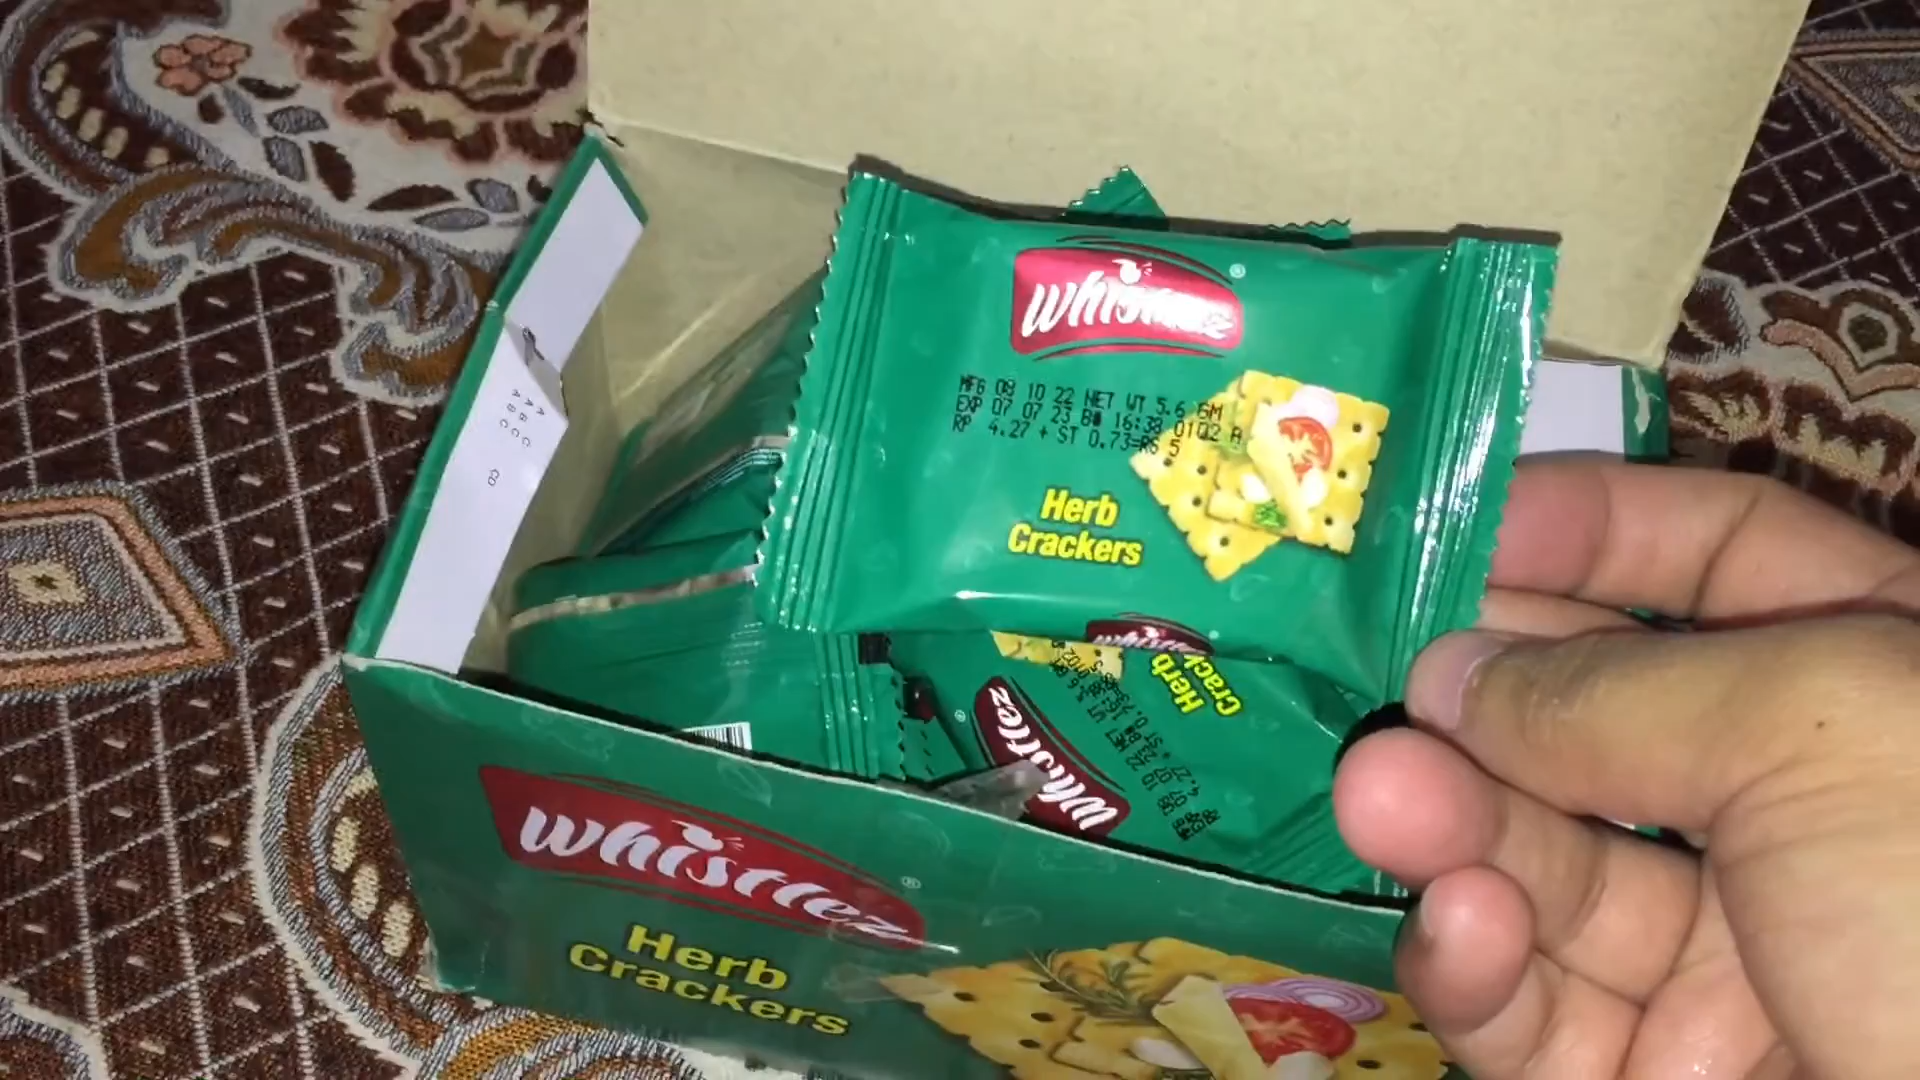 Whistlez
®
MFG 08 10 22 NET WT 5.6 GM
EXP 07 07 23 B 16:38 01Q2 A
RP 4.27 + ST 0.73=RS 5
Herb
Crackers
whistlez
Herb
Crack
Whistlez
whistlez
®
Herb
Crackers